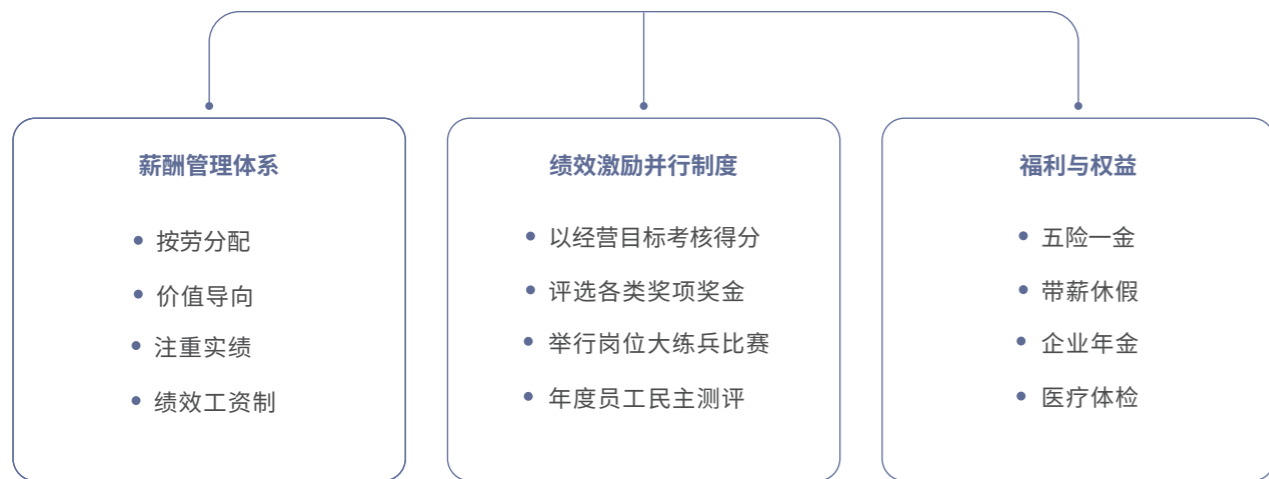 薪酬管理体系
按劳分配
价值导向
注重实绩
绩效工资制
绩效激励并行制度
以经营目标考核得分
评选各类奖项奖金
举行岗位大练兵比赛
年度员工民主测评
福利与权益
五险一金
带薪休假
企业年金
医疗体检